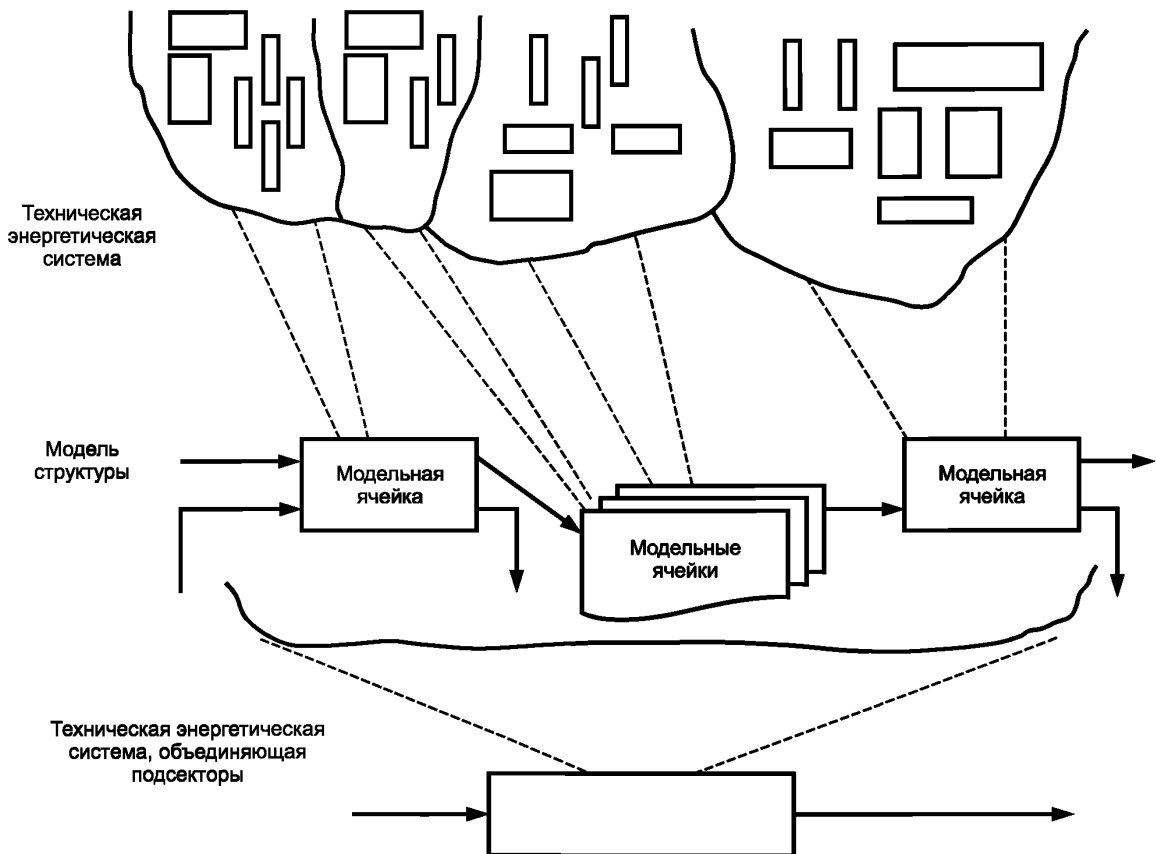 Техническая
энергетическая
система
Модель
структуры
Модельная
ячейка
Модельные
ячейки
Модельная
ячейка
Техническая энергетическая
система, объединяющая
подсекторы